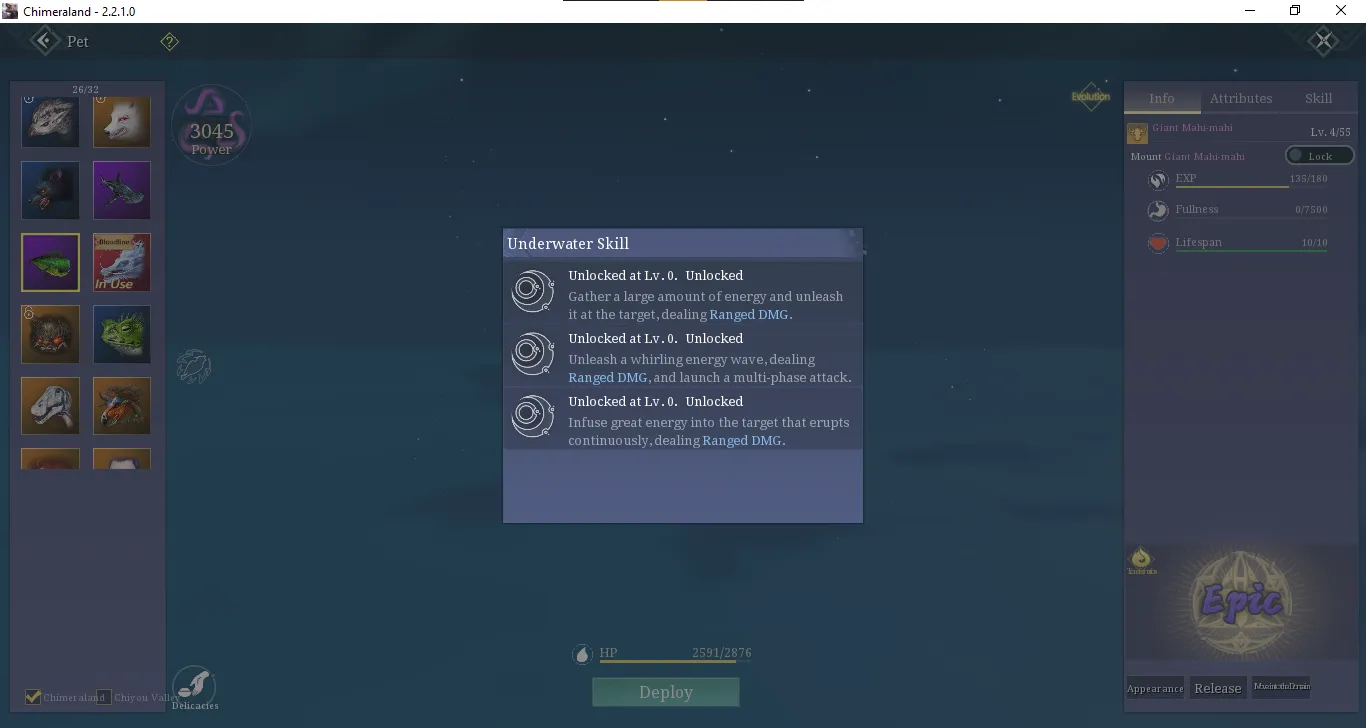 Chimeraland - 2.2.1.0
Pet
?
26/32
3045
Power
Bloodline
In Use
Chimeraland
Chiyou Valley
Delicacies
Underwater Skill
Unlocked at Lv.0. Unlocked
Gather a large amount of energy and unleash
it at the target, dealing Ranged DMG.
Unlocked at Lv.0. Unlocked
Unleash a whirling energy wave, dealing
Ranged DMG, and launch a multi-phase attack.
Unlocked at Lv.0. Unlocked
Infuse great energy into the target that erupts
continuously, dealing Ranged DMG.
HP 2591/2876
Deploy
Evolution
Info Attributes Skill
Giant Mahi-mahi
Lv. 4/55
Mount Giant Mahi-mahi
Lock
EXP 135/180
Fullness 0/7500
Lifespan 10/10
Epic
Appearance
Release